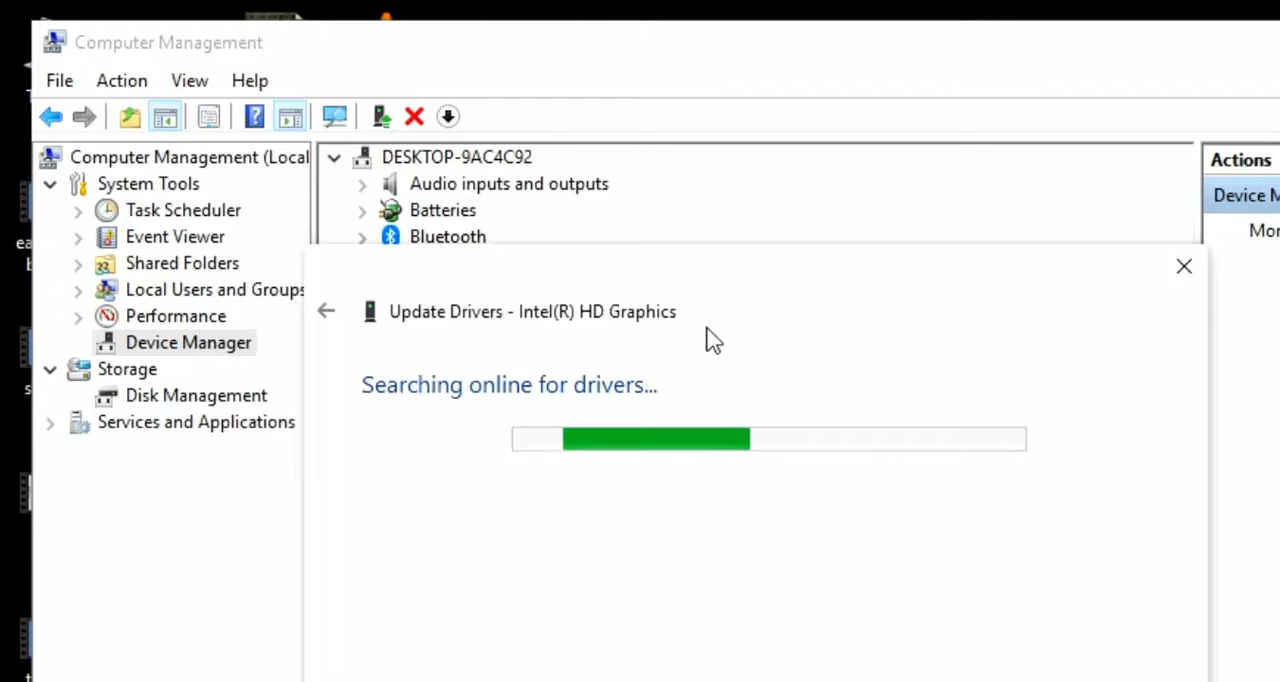 Computer Management
File Action View Help
Computer Management (Local
System Tools
Task Scheduler
Event Viewer
Shared Folders
Local Users and Groups
Performance
Device Manager
Storage
Disk Management
Services and Applications
DESKTOP-9AC4C92
Audio inputs and outputs
Batteries
Bluetooth
Actions
Device M
Mor
Update Drivers - Intel(R) HD Graphics
Searching online for drivers...